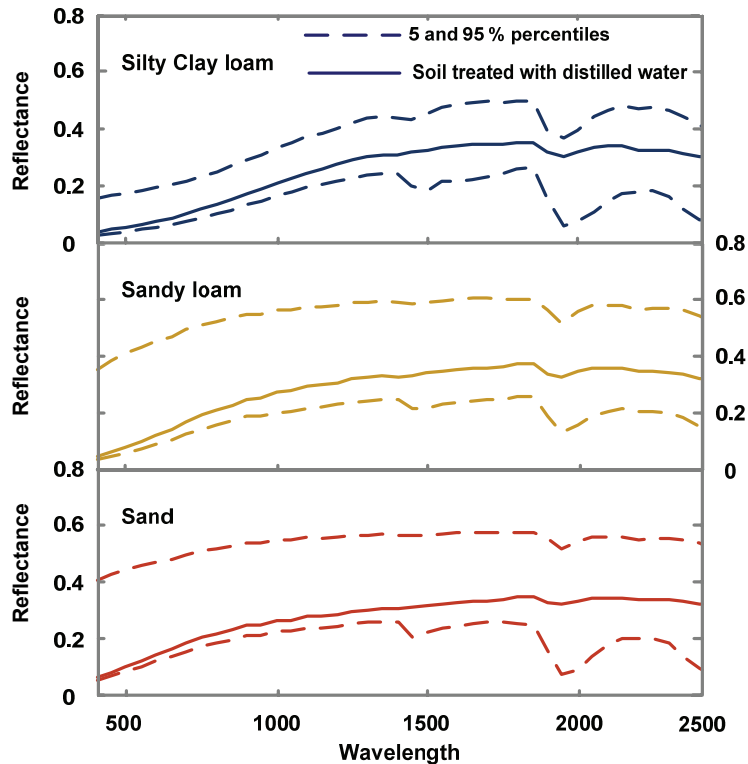 0.8
5 and 95 % percentiles
Silty Clay loam
Soil treated with distilled water
0.6
0.4
0.2
0
Reflectance
0.8
Sandy loam
0.6
0.4
0.2
0
Reflectance
0.8
Sand
0.6
0.4
0.2
0
Reflectance
500 1000 1500 2000 2500
Wavelength